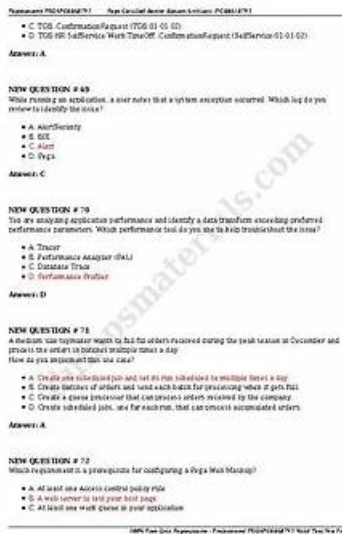 • C. TGB. ConfirmationRequest (TGB-01-01-02)
• D. TGB-HR-SelfService-Work-TimeOff. ConfirmationRequest (SelfService 01-01-02)
Answer: A
NEW QUESTION # 69
While running an application, a user notes that a system exception occurred. Which log do you
review to identify the issue?
• A. AlertSecurity
• B. BIX
• C. Alert
• D. Pega
Answer: C
NEW QUESTION # 70
You are analyzing application performance and identify a data transform exceeding preferred
performance parameters. Which performance tool do you use to help troubleshoot the issue?
• A. Tracer
• B. Performance Analyzer (PAL)
• C. Database Trace
• D. Performance Profiler
Answer: D
NEW QUESTION # 71
A medium size toymaker wants to fulfill orders received during the peak season of December and
process the orders in batches multiple times a day
How do you implement this use case?
• A. Create one scheduled job and set its run schedule to multiple times a day
• B. Create batches of orders and send each batch for processing when it gets full
• C. Create a queue processor that can process orders received by the company
• D. Create scheduled jobs, one for each run, that can process accumulated orders
Answer: A
NEW QUESTION # 72
Which requirement is a prerequisite for configuring a Pega Web Mashup?
• A. At least one Access control policy rule
• B. A web server to test your host page
• C. At least one work queue in your application